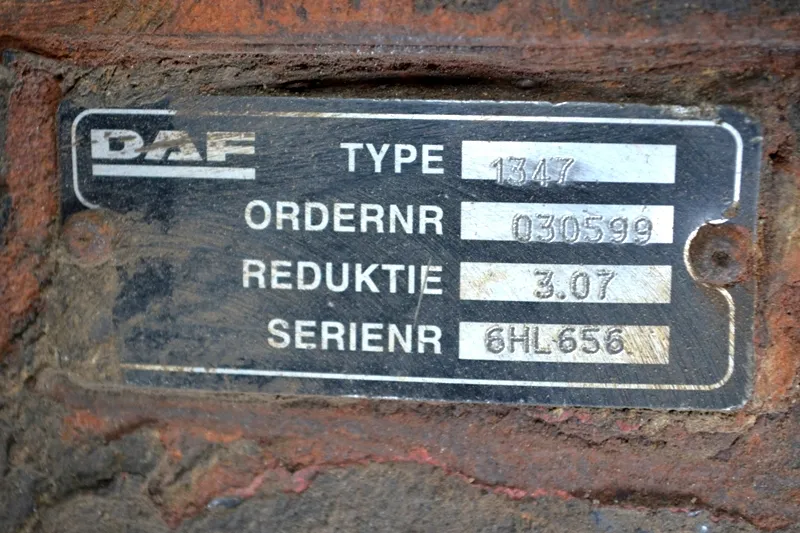 DAF
TYPE 1347
ORDERNR 030599
REDUKTIE 3.07
SERIENR 6HL656